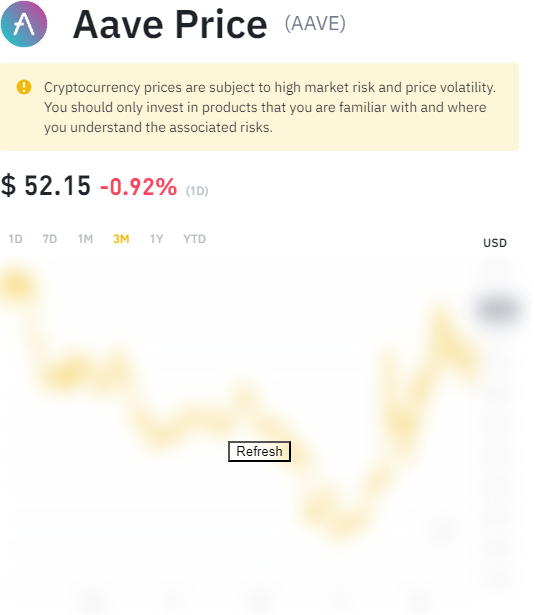 Aave Price (AAVE)
Cryptocurrency prices are subject to high market risk and price volatility.
You should only invest in products that you are familiar with and where
you understand the associated risks.
$ 52.15 -0.92% (1D)
1D 7D 1M 3M 1Y YTD
USD
Refresh